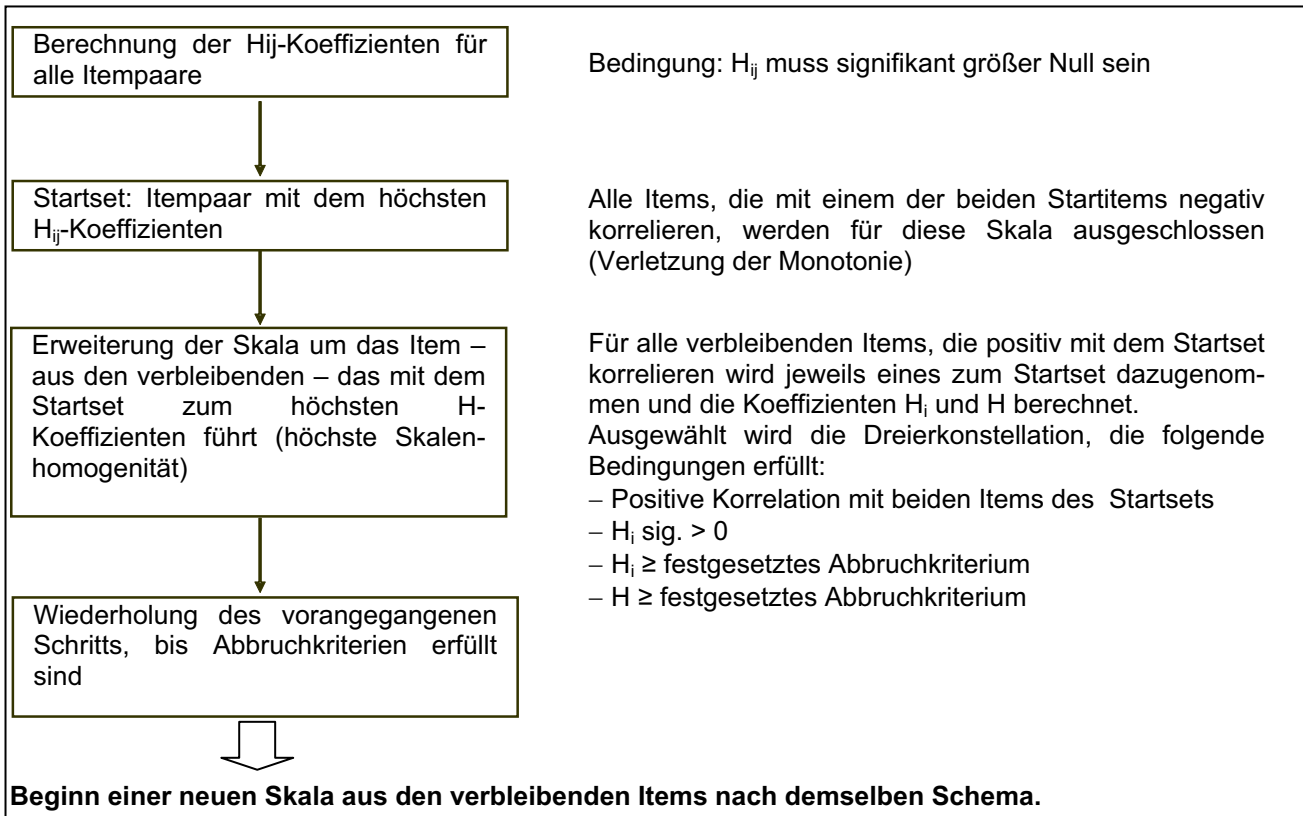 Berechnung der Hij-Koeffizienten für
alle Itempaare
Bedingung: Hij muss signifikant größer Null sein
Startset: Itempaar mit dem höchsten
Hij-Koeffizienten
Alle Items, die mit einem der beiden Startitems negativ
korrelieren, werden für diese Skala ausgeschlossen
(Verletzung der Monotonie)
Erweiterung der Skala um das Item –
aus den verbleibenden – das mit dem
Startset zum höchsten H-
Koeffizienten führt (höchste Skalen-
homogenität)
Für alle verbleibenden Items, die positiv mit dem Startset
korrelieren wird jeweils eines zum Startset dazugenom-
men und die Koeffizienten Hi und H berechnet.
Ausgewählt wird die Dreierkonstellation, die folgende
Bedingungen erfüllt:
– Positive Korrelation mit beiden Items des Startsets
– Hi sig. > 0
– Hi ≥ festgesetztes Abbruchkriterium
– H ≥ festgesetztes Abbruchkriterium
Wiederholung des vorangegangenen
Schritts, bis Abbruchkriterien erfüllt
sind
Beginn einer neuen Skala aus den verbleibenden Items nach demselben Schema.